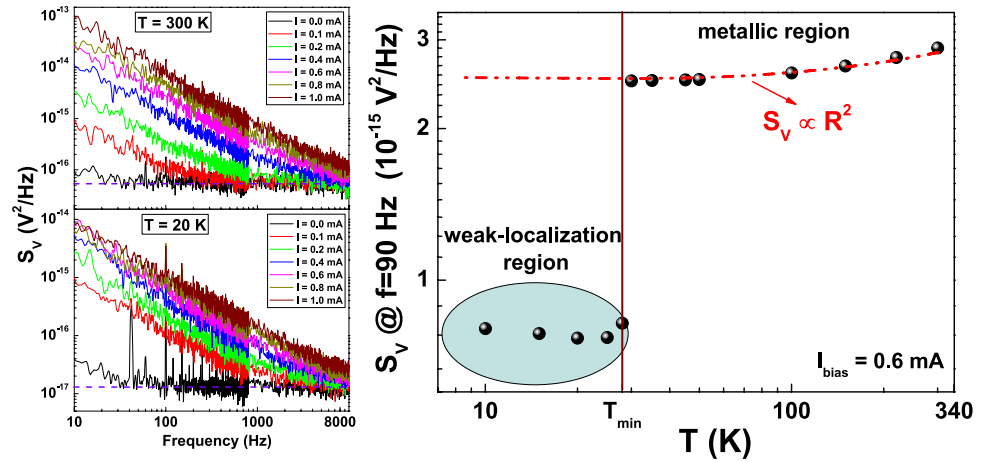 T = 300 K
I = 0.0 mA
I = 0.1 mA
I = 0.2 mA
I = 0.4 mA
I = 0.6 mA
I = 0.8 mA
I = 1.0 mA
10⁻¹³
10⁻¹⁴
10⁻¹⁵
10⁻¹⁶
S_V (V²/Hz)
T = 20 K
I = 0.0 mA
I = 0.1 mA
I = 0.2 mA
I = 0.4 mA
I = 0.6 mA
I = 0.8 mA
I = 1.0 mA
10⁻¹⁴
10⁻¹⁵
10⁻¹⁶
10⁻¹⁷
10 100 1000 8000
Frequency (Hz)
S_V @ f=90 Hz (10⁻¹⁵ V²/Hz)
3
2
1
metallic region
S_V ∝ R²
weak-localization
region
I_bias = 0.6 mA
10 T_min 100 340
T (K)